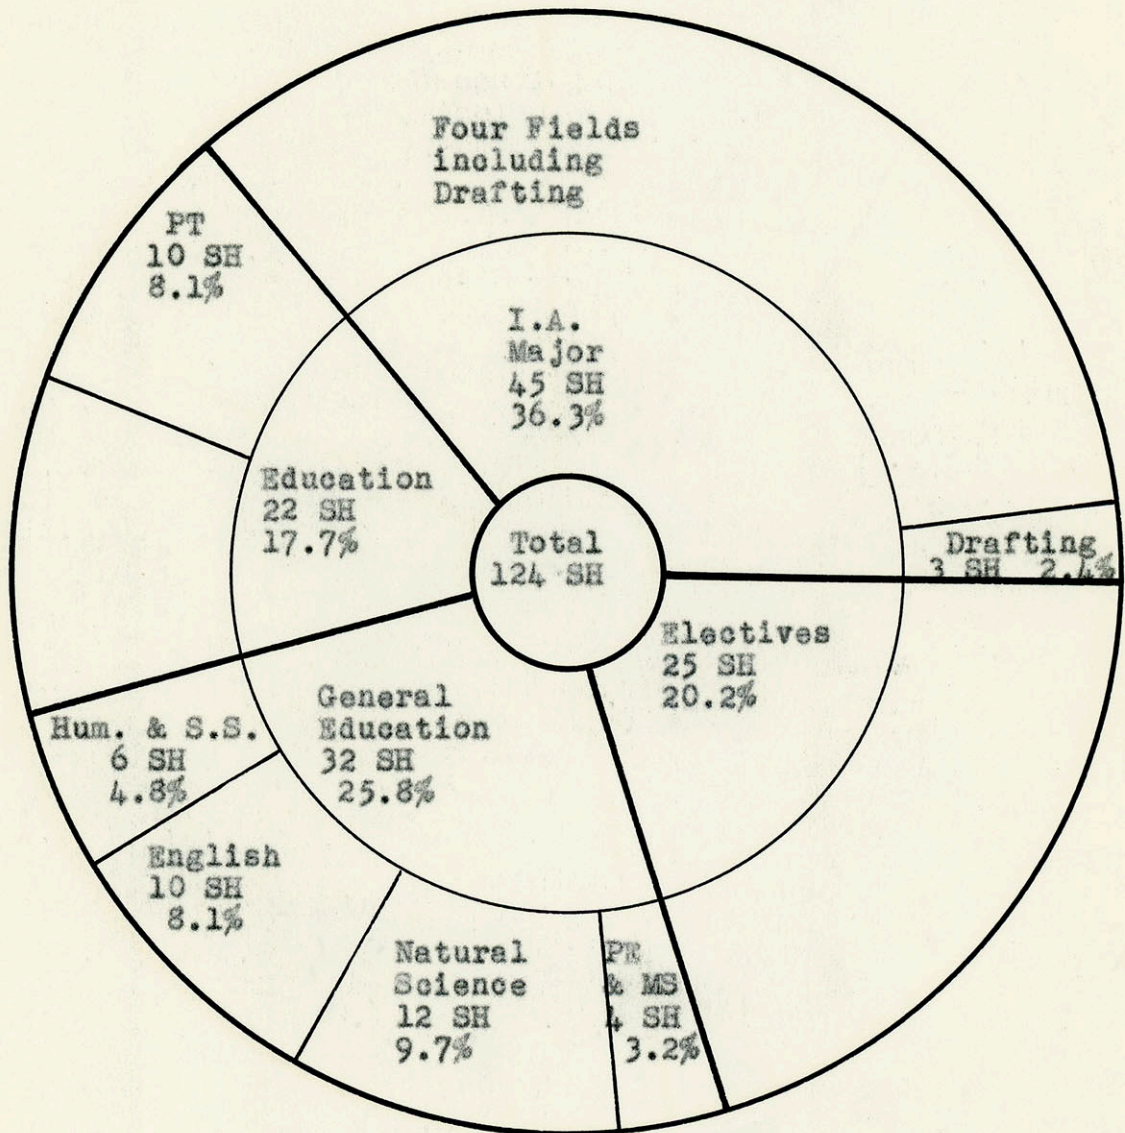 Four Fields
including
Drafting
PT
10 SH
8.1%
I.A.
Major
45 SH
36.3%
Education
22 SH
17.7%
Total
124 SH
Drafting
3 SH 2.4%
Electives
25 SH
20.2%
General
Education
32 SH
25.8%
Hum. & S.S.
6 SH
4.8%
English
10 SH
8.1%
Natural
Science
12 SH
9.7%
PE
& MS
4 SH
3.2%